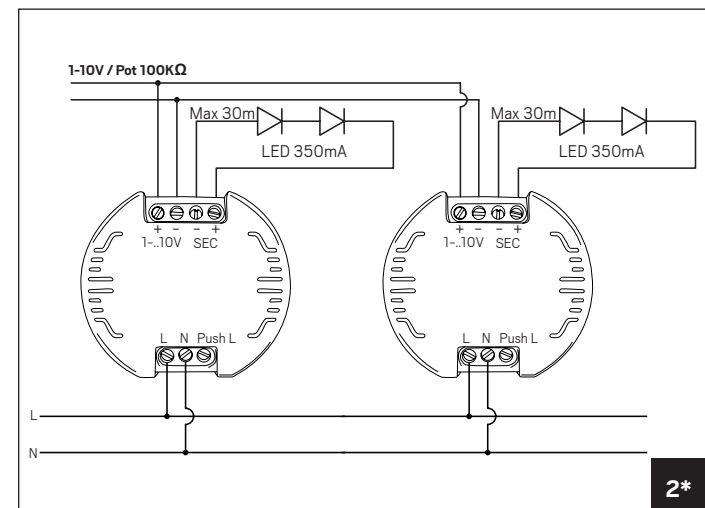 1-10V / Pot 100KΩ
Max 30m
LED 350mA
Max 30m
LED 350mA
+ - - +
1-..10V SEC
+ - - +
1-..10V SEC
L N Push L
L N Push L
L
N
2*